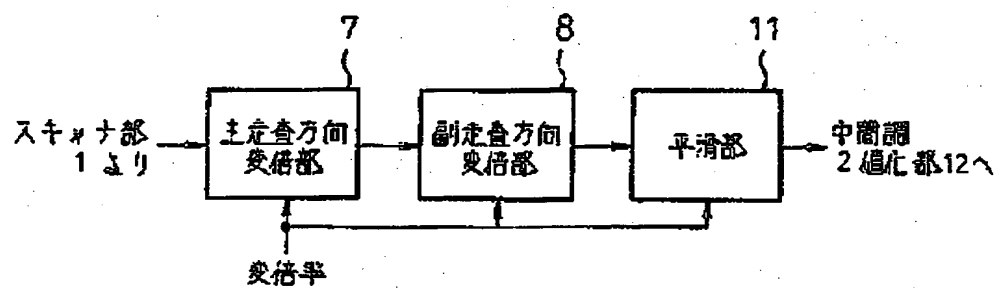 7
8
11
スキャナ部
1より
主走査方向
変倍部
副走査方向
変倍部
平滑部
中間調
2値化部12へ
変倍率